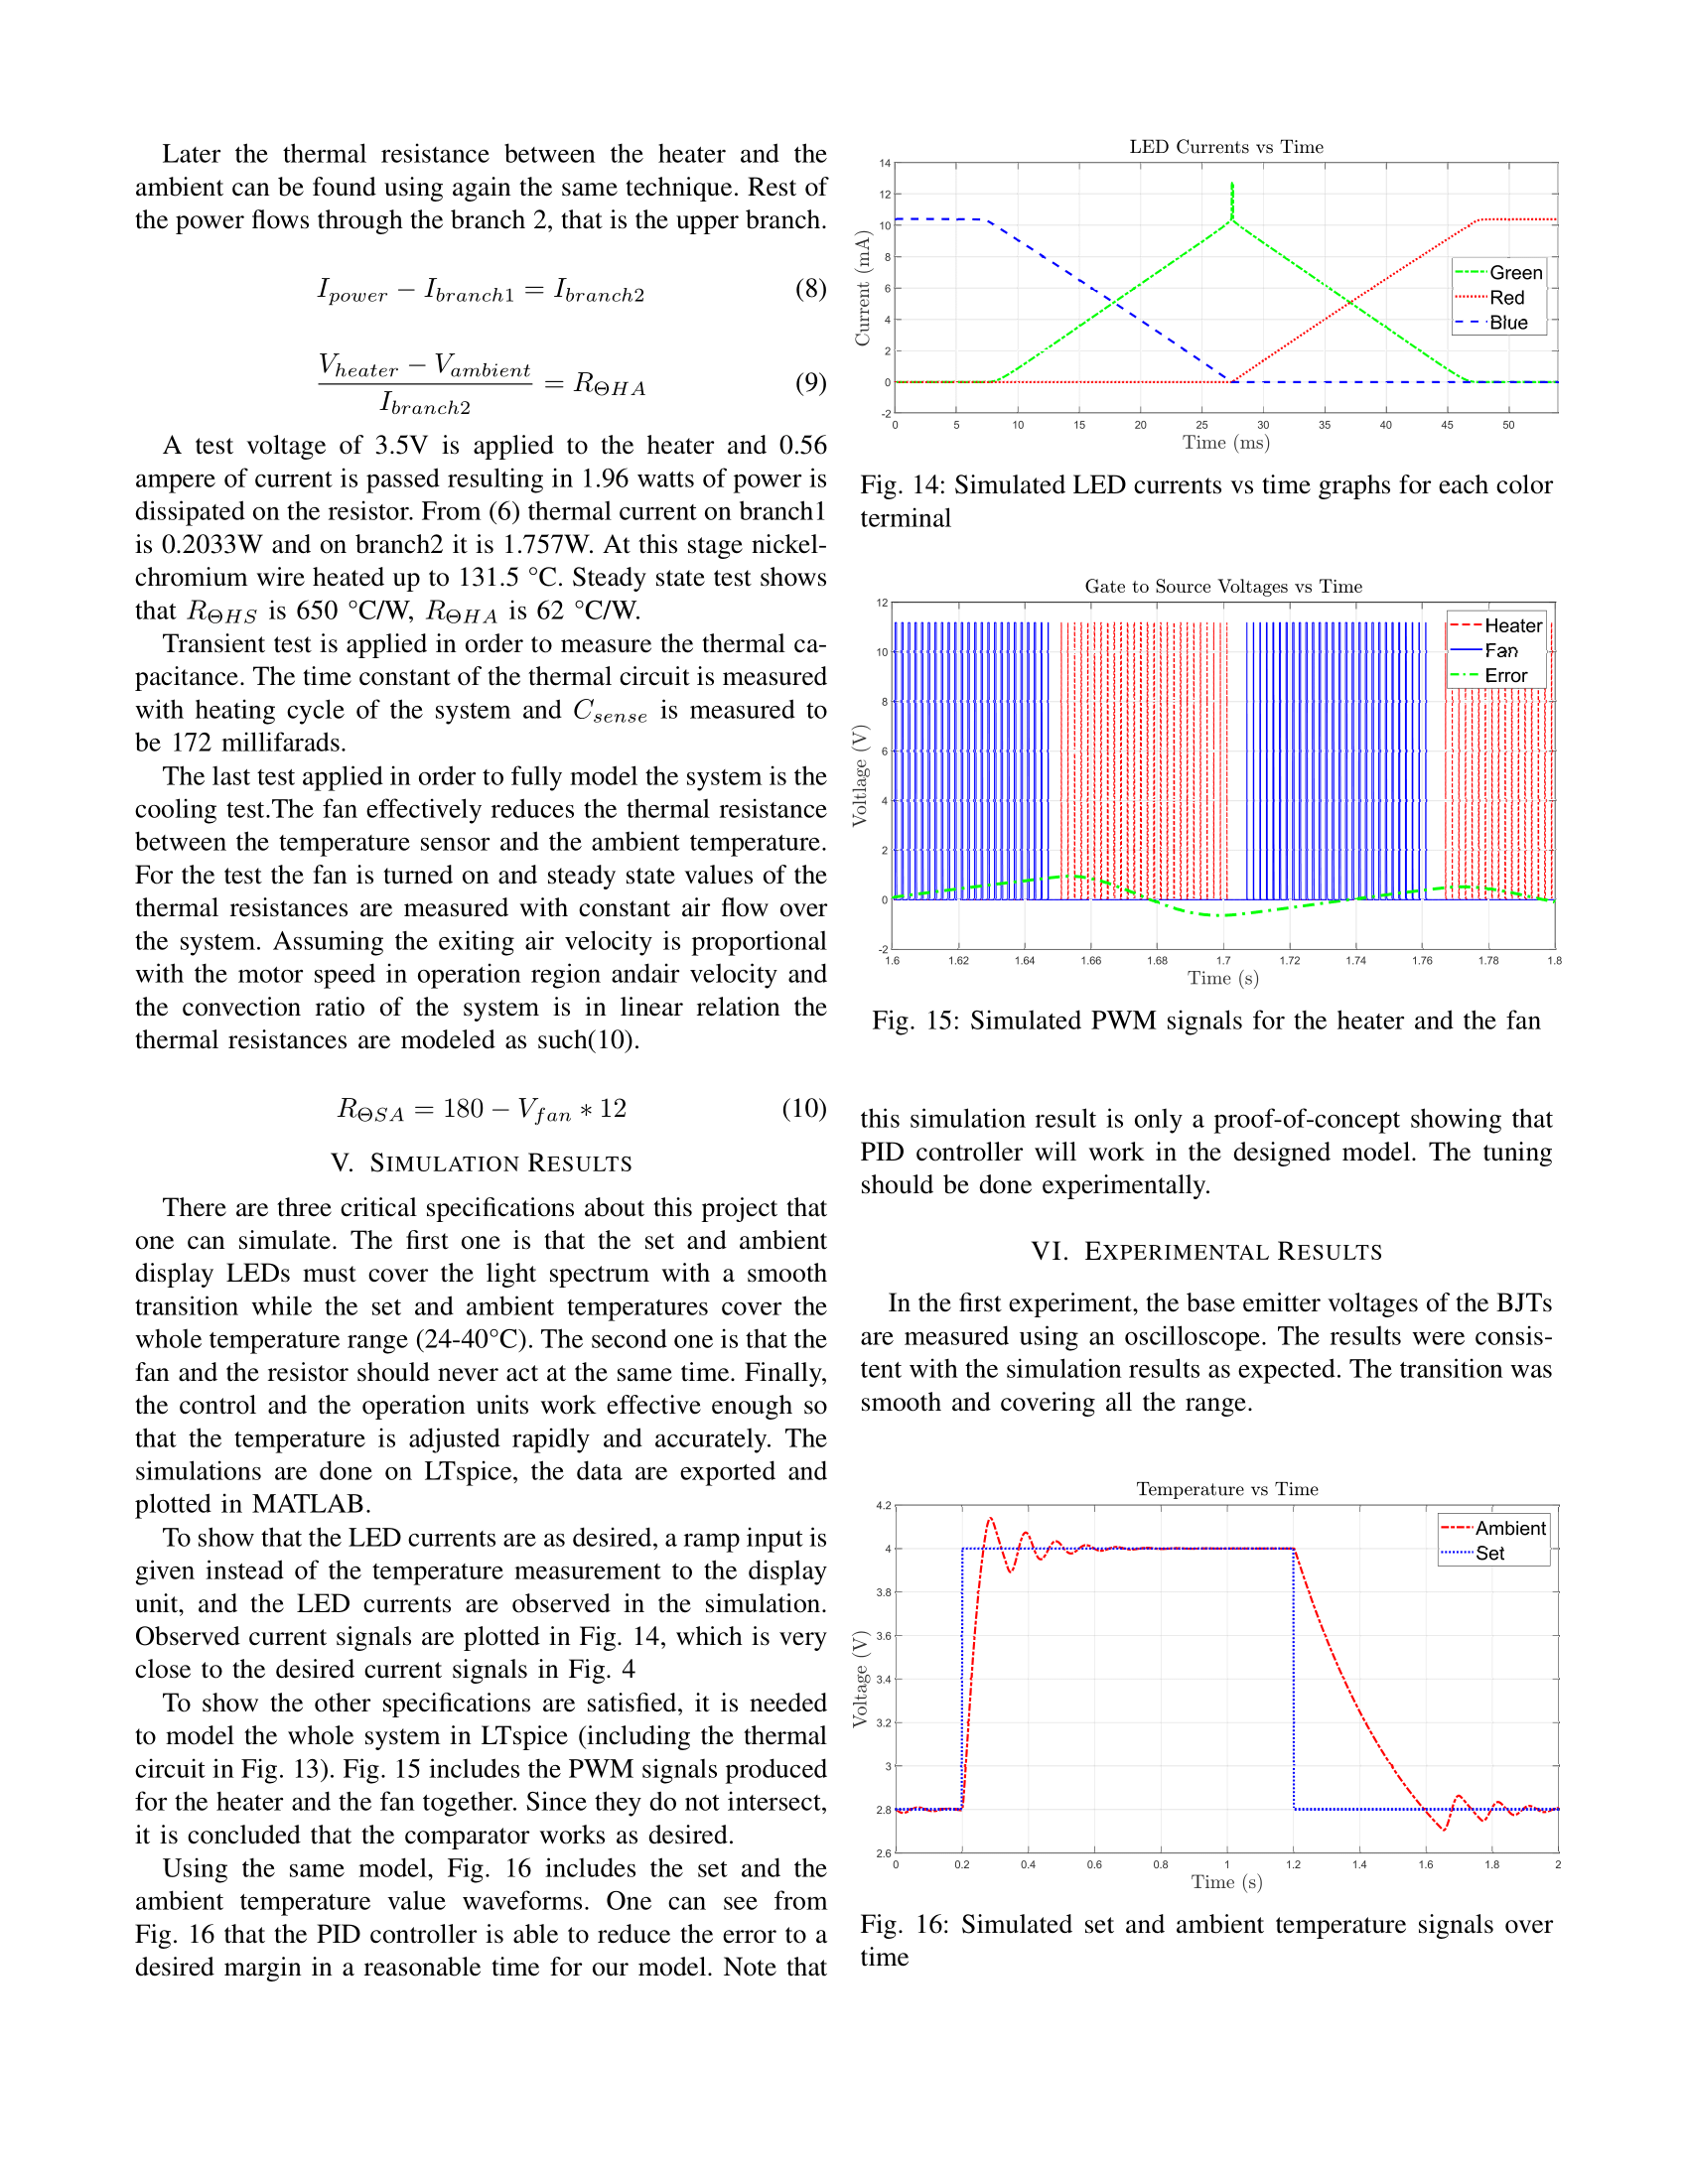 Later the thermal resistance between the heater and the
ambient can be found using again the same technique. Rest of
the power flows through the branch 2, that is the upper branch.
I_{power} − I_{branch1} = I_{branch2} (8)
\frac{V_{heater} − V_{ambient}}{I_{branch2}} = R_{ΘHA} (9)
A test voltage of 3.5V is applied to the heater and 0.56
ampere of current is passed resulting in 1.96 watts of power is
dissipated on the resistor. From (6) thermal current on branch1
is 0.2033W and on branch2 it is 1.757W. At this stage nickel-
chromium wire heated up to 131.5 °C. Steady state test shows
that R_{ΘHS} is 650 °C/W, R_{ΘHA} is 62 °C/W.
Transient test is applied in order to measure the thermal ca-
pacitance. The time constant of the thermal circuit is measured
with heating cycle of the system and C_{sense} is measured to
be 172 millifarads.
The last test applied in order to fully model the system is the
cooling test.The fan effectively reduces the thermal resistance
between the temperature sensor and the ambient temperature.
For the test the fan is turned on and steady state values of the
thermal resistances are measured with constant air flow over
the system. Assuming the exiting air velocity is proportional
with the motor speed in operation region andair velocity and
the convection ratio of the system is in linear relation the
thermal resistances are modeled as such(10).
R_{ΘSA} = 180 − V_{fan} ∗ 12 (10)
V. SIMULATION RESULTS
There are three critical specifications about this project that
one can simulate. The first one is that the set and ambient
display LEDs must cover the light spectrum with a smooth
transition while the set and ambient temperatures cover the
whole temperature range (24-40°C). The second one is that the
fan and the resistor should never act at the same time. Finally,
the control and the operation units work effective enough so
that the temperature is adjusted rapidly and accurately. The
simulations are done on LTspice, the data are exported and
plotted in MATLAB.
To show that the LED currents are as desired, a ramp input is
given instead of the temperature measurement to the display
unit, and the LED currents are observed in the simulation.
Observed current signals are plotted in Fig. 14, which is very
close to the desired current signals in Fig. 4
To show the other specifications are satisfied, it is needed
to model the whole system in LTspice (including the thermal
circuit in Fig. 13). Fig. 15 includes the PWM signals produced
for the heater and the fan together. Since they do not intersect,
it is concluded that the comparator works as desired.
Using the same model, Fig. 16 includes the set and the
ambient temperature value waveforms. One can see from
Fig. 16 that the PID controller is able to reduce the error to a
desired margin in a reasonable time for our model. Note that
LED Currents vs Time
Current (mA)
14
12
10
8
6
4
2
0
-2
Green
Red
Blue
0 5 10 15 20 25 30 35 40 45 50
Time (ms)
Fig. 14: Simulated LED currents vs time graphs for each color
terminal
Gate to Source Voltages vs Time
Voltlage (V)
12
10
8
6
4
2
0
-2
Heater
Fan
Error
1.6 1.62 1.64 1.66 1.68 1.7 1.72 1.74 1.76 1.78 1.8
Time (s)
Fig. 15: Simulated PWM signals for the heater and the fan
this simulation result is only a proof-of-concept showing that
PID controller will work in the designed model. The tuning
should be done experimentally.
VI. EXPERIMENTAL RESULTS
In the first experiment, the base emitter voltages of the BJTs
are measured using an oscilloscope. The results were consis-
tent with the simulation results as expected. The transition was
smooth and covering all the range.
Temperature vs Time
Voltage (V)
4.2
4
3.8
3.6
3.4
3.2
3
2.8
2.6
Ambient
Set
0 0.2 0.4 0.6 0.8 1 1.2 1.4 1.6 1.8 2
Time (s)
Fig. 16: Simulated set and ambient temperature signals over
time